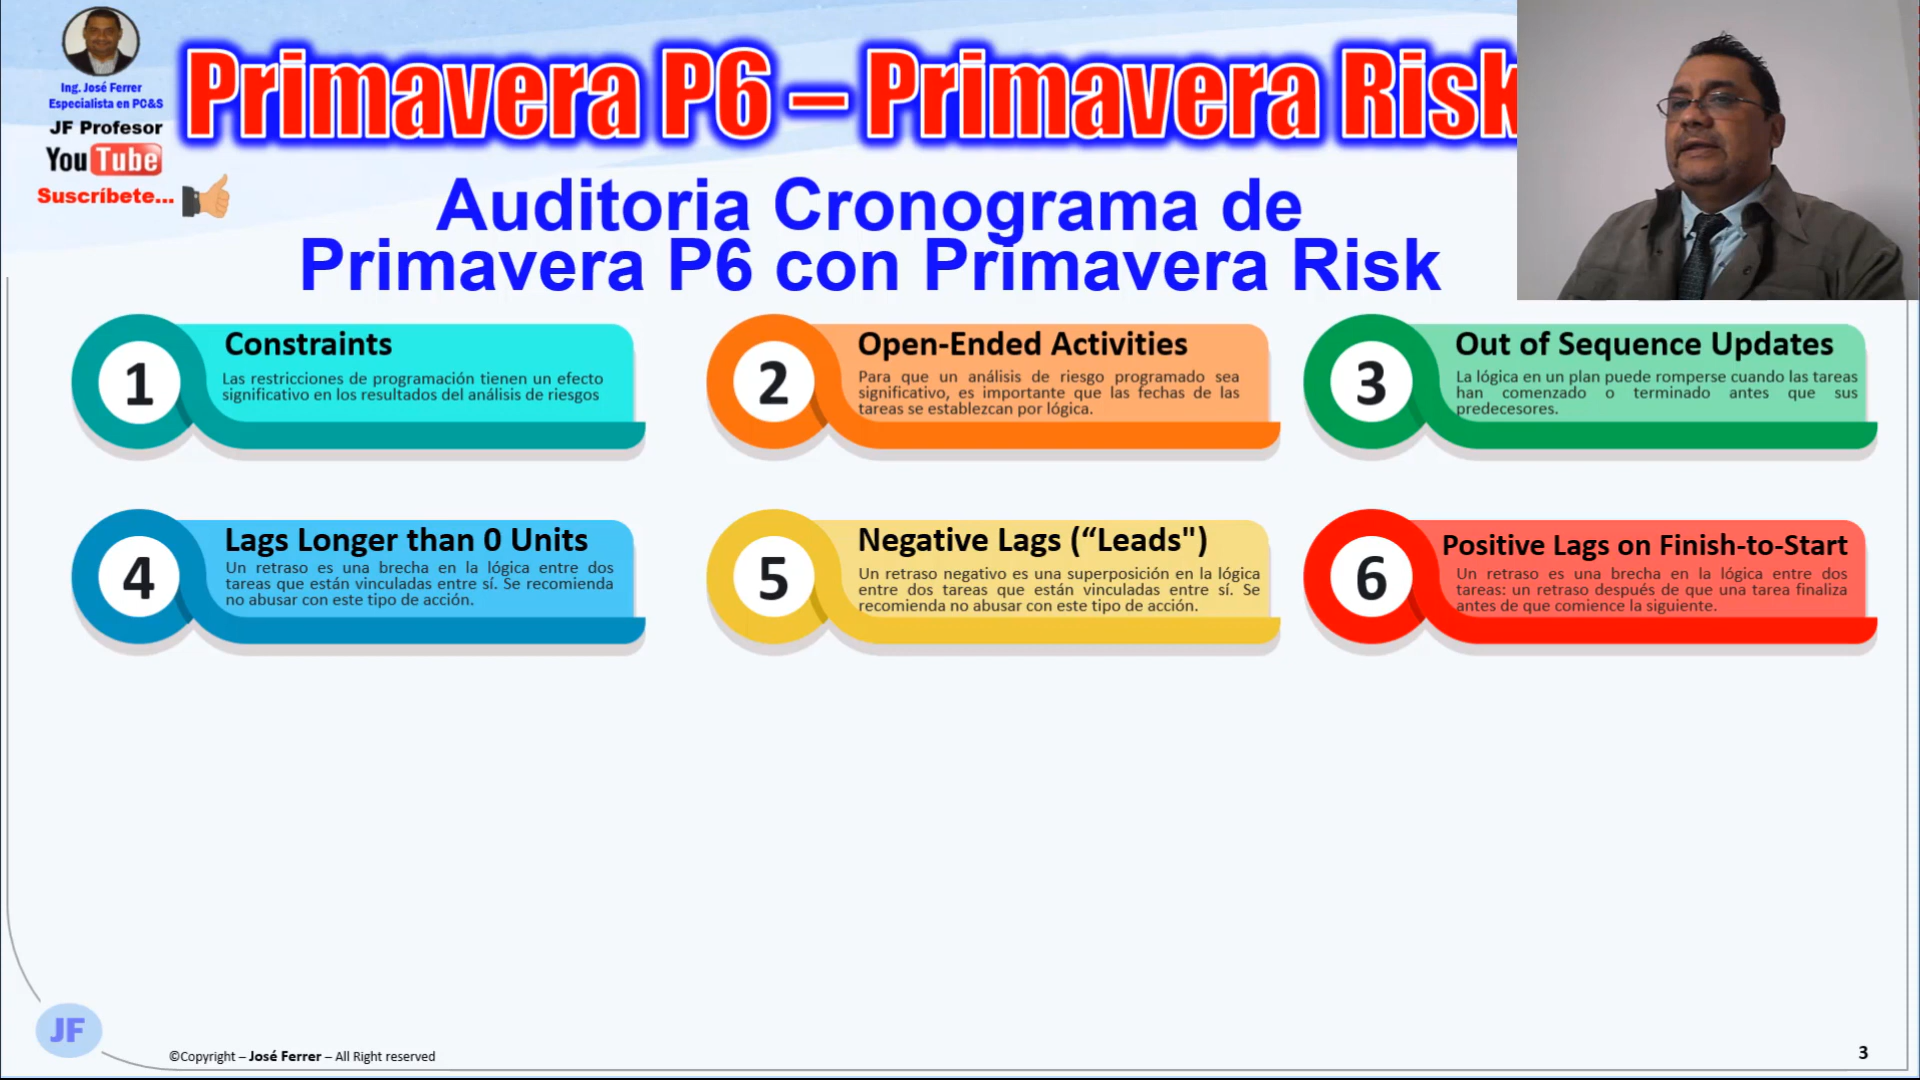 Ing. José Ferrer
Especialista en PC&S
JF Profesor
YouTube
Suscríbete...
Primavera P6 – Primavera Risk
Auditoria Cronograma de
Primavera P6 con Primavera Risk
1
Constraints
Las restricciones de programación tienen un efecto
significativo en los resultados del análisis de riesgos
2
Open-Ended Activities
Para que un análisis de riesgo programado sea
significativo, es importante que las fechas de las
tareas se establezcan por lógica.
3
Out of Sequence Updates
La lógica en un plan puede romperse cuando las tareas
han comenzado o terminado antes que sus
predecesores.
4
Lags Longer than 0 Units
Un retraso es una brecha en la lógica entre dos
tareas que están vinculadas entre sí. Se recomienda
no abusar con este tipo de acción.
5
Negative Lags (“Leads")
Un retraso negativo es una superposición en la lógica
entre dos tareas que están vinculadas entre sí. Se
recomienda no abusar con este tipo de acción.
6
Positive Lags on Finish-to-Start
Un retraso es una brecha en la lógica entre dos
tareas: un retraso después de que una tarea finaliza
antes de que comience la siguiente.
JF
©Copyright – José Ferrer – All Right reserved
3